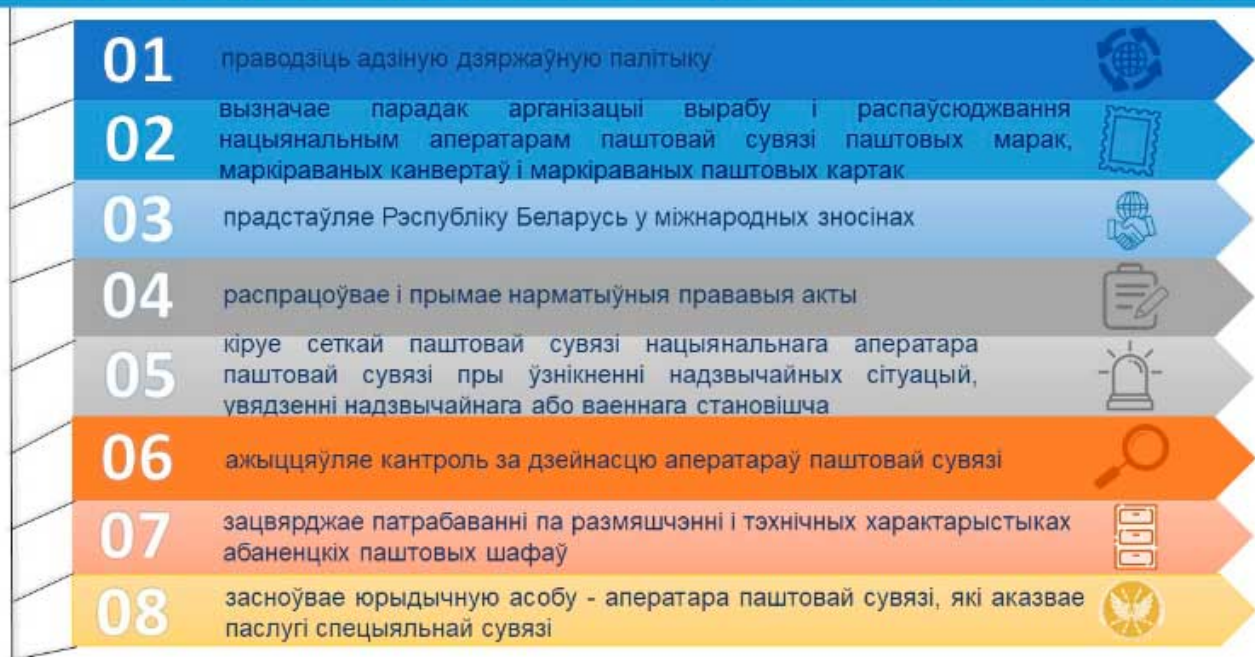 01
праводзіць адзіную дзяржаўную палітыку
02
вызначае парадак арганізацыі вырабу і распаўсюджвання
нацыянальным аператарам паштовай сувязі паштовых марак,
маркіраваных канвертаў і маркіраваных паштовых картак
03
прадстаўляе Рэспубліку Беларусь у міжнародных зносінах
04
распрацоўвае і прымае нарматыўныя прававыя акты
05
кіруе сеткай паштовай сувязі нацыянальнага аператара
паштовай сувязі пры ўзнікненні надзвычайных сітуацый,
увядзенні надзвычайнага або ваеннага становішча
06
ажыццяўляе кантроль за дзейнасцю аператараў паштовай сувязі
07
зацвярджае патрабаванні па размяшчэнні і тэхнічных характарыстыках
абаненцкіх паштовых шафаў
08
засноўвае юрыдычную асобу - аператара паштовай сувязі, які аказвае
паслугі спецыяльнай сувязі